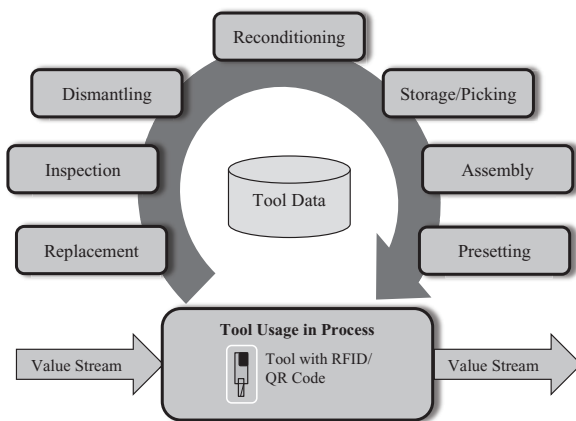 Reconditioning
Dismantling
Storage/Picking
Inspection
Tool Data
Assembly
Replacement
Presetting
Tool Usage in Process
Value Stream
Tool with RFID/
QR Code
Value Stream